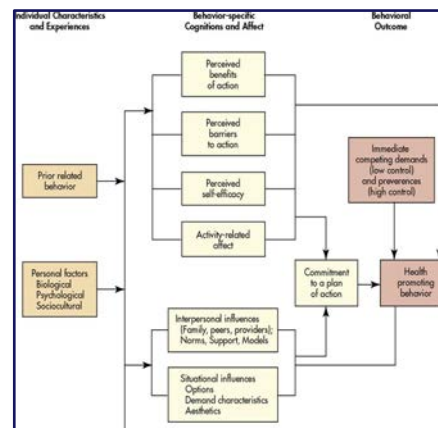 Individual Characteristics
and Experiences
Behavior-specific
Cognitions and Affect
Behavioral
Outcome
Perceived
benefits
of action
Perceived
barriers
to action
Perceived
self-efficacy
Activity-related
affect
Prior related
behavior
Personal factors
Biological
Psychological
Sociocultural
Immediate
competing demands
(low control)
and preverences
(high control)
Commitment
to a plan
of action
Health
promoting
behavior
Interpersonal influences
(Family, peers, providers);
Norms, Support, Models
Situational influences
Options
Demand characteristics
Aesthetics